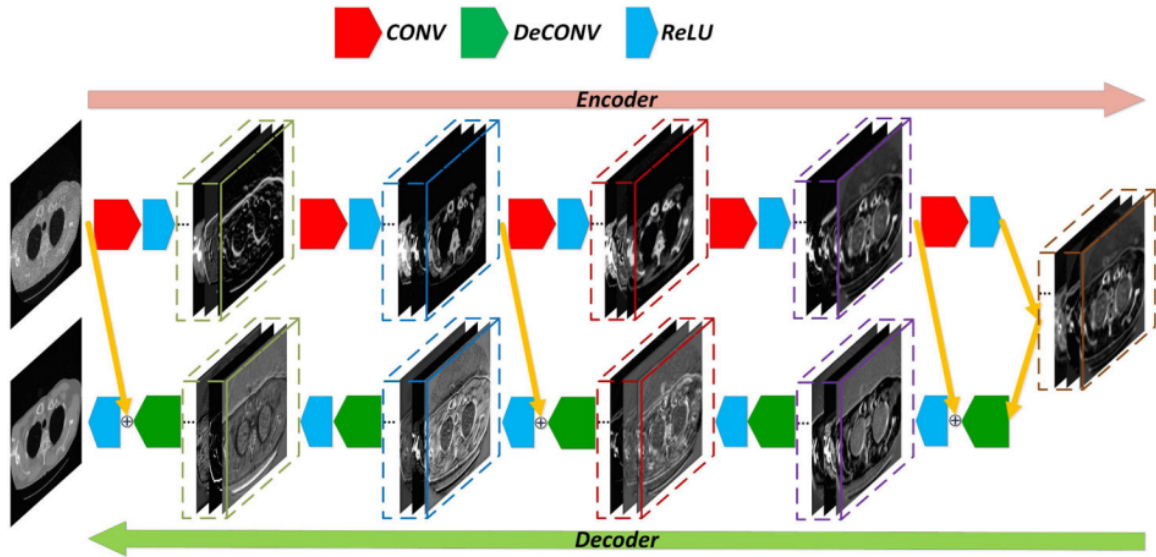 CONV DeCONV ReLU
Encoder
... ... ... ...
...
... ... ... ...
Decoder